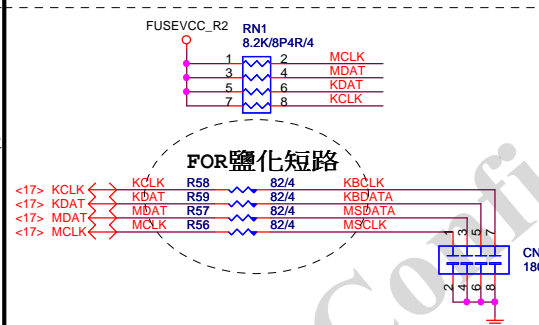 FUSEVCC_R2
RN1
8.2K/8P4R/4
1 2 MCLK
3 4 MDAT
5 6 KDAT
7 8 KCLK
FOR鹽化短路
<17> KCLK KCLK R58 82/4 KBCLK
<17> KDAT KDAT R59 82/4 KBDATA
<17> MDAT MDAT R57 82/4 MSDATA
<17> MCLK MCLK R56 82/4 MSCLK
1 3 5 7
CN
180
2 4 6 8
Confi